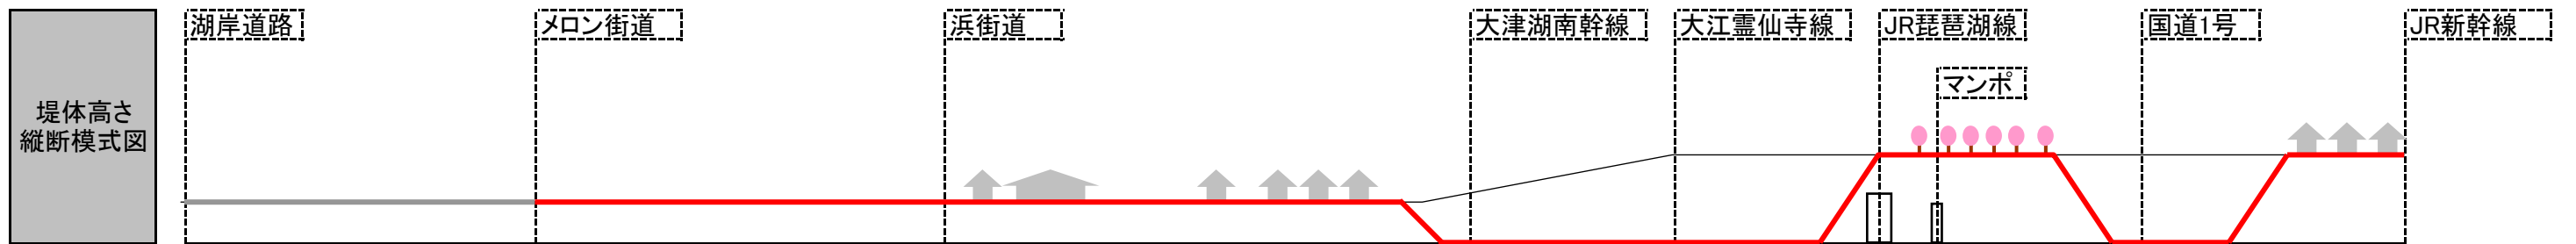 堤体高さ
縦断模式図
湖岸道路
メロン街道
浜街道
大津湖南幹線
大江霊仙寺線
JR琵琶湖線
マンポ
国道1号
JR新幹線